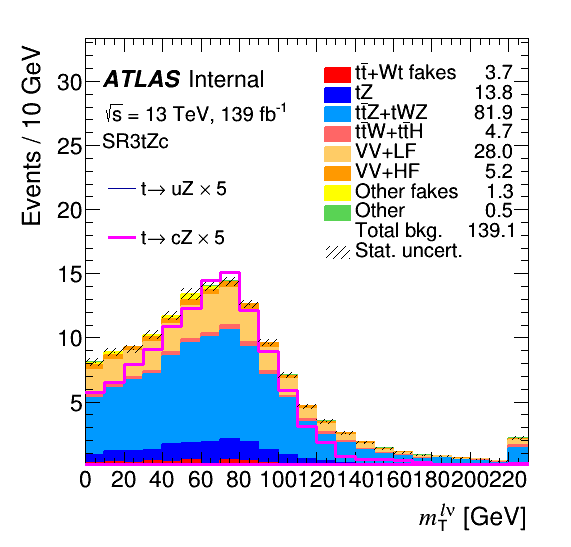 Events / 10 GeV
30
25
20
15
10
5
ATLAS Internal
√s = 13 TeV, 139 fb⁻¹
SR3tZc
t→ uZ × 5
t→ cZ × 5
tt̄+Wt fakes 3.7
tZ 13.8
tt̄Z+tWZ 81.9
tt̄W+tt̄H 4.7
VV+LF 28.0
VV+HF 5.2
Other fakes 1.3
Other 0.5
Total bkg. 139.1
Stat. uncert.
0 20 40 60 80 100 120 140 160 180 200 220
m_T^{lν} [GeV]